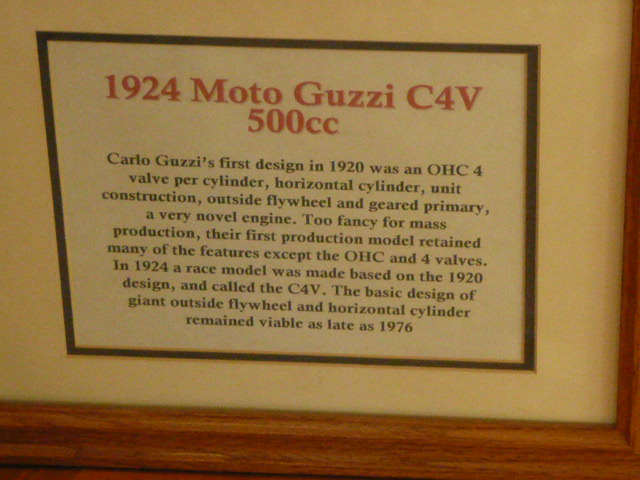 1924 Moto Guzzi C4V
500cc
Carlo Guzzi's first design in 1920 was an OHC 4
valve per cylinder, horizontal cylinder, unit
construction, outside flywheel and geared primary,
a very novel engine. Too fancy for mass
production, their first production model retained
many of the features except the OHC and 4 valves.
In 1924 a race model was made based on the 1920
design, and called the C4V. The basic design of
giant outside flywheel and horizontal cylinder
remained viable as late as 1976